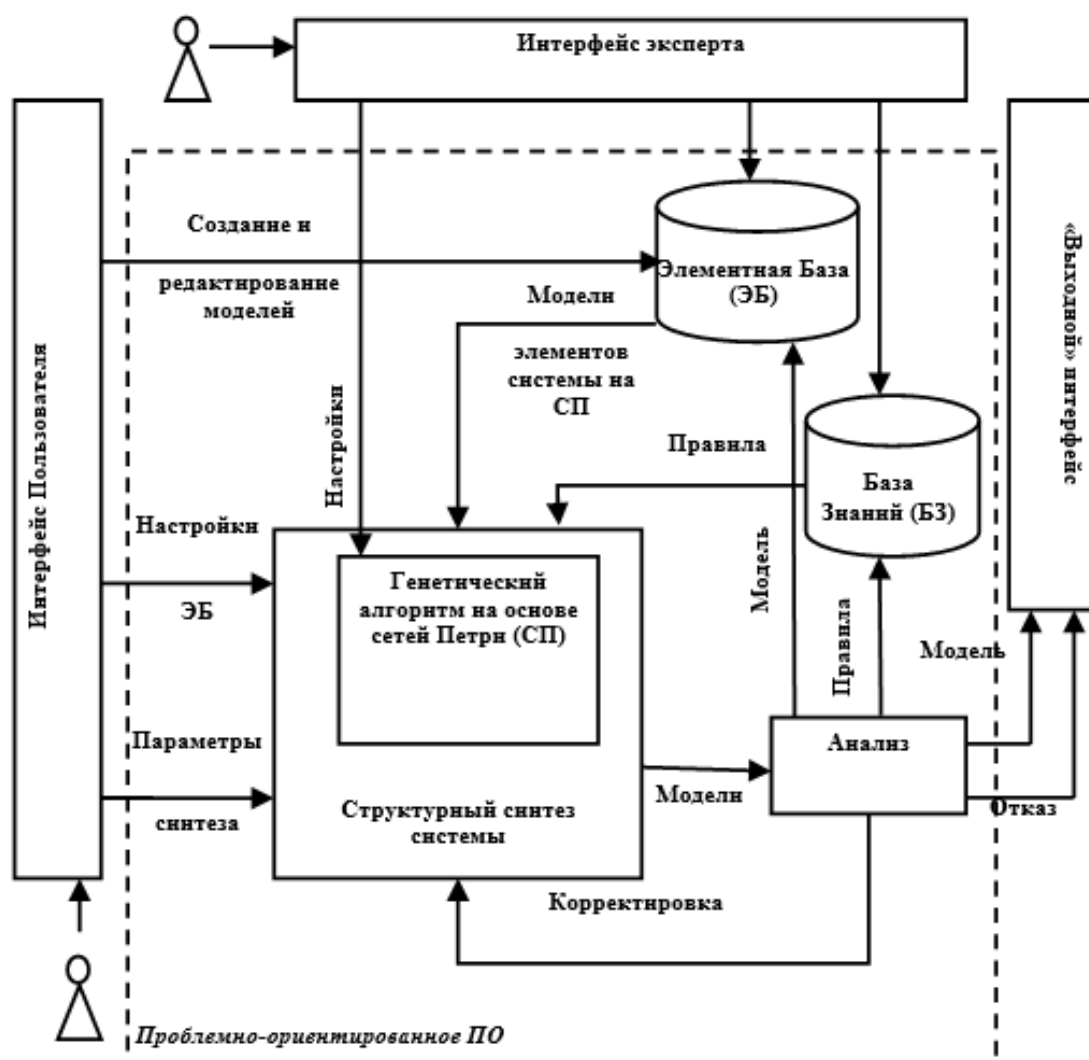 Интерфейс эксперта
Интерфейс Пользователя
Создание и
редактирование
моделей
Элементная База
(ЭБ)
«Выходной» интерфейс
Модели
элементов
системы на
СП
Настройки
Правила
База
Знаний (БЗ)
Настройки
ЭБ
Генетический
алгоритм на основе
сетей Петри (СП)
Модель
Правила
Модель
Параметры
синтеза
Анализ
Структурный синтез
системы
Модели
Отказ
Корректировка
Проблемно-ориентированное ПО